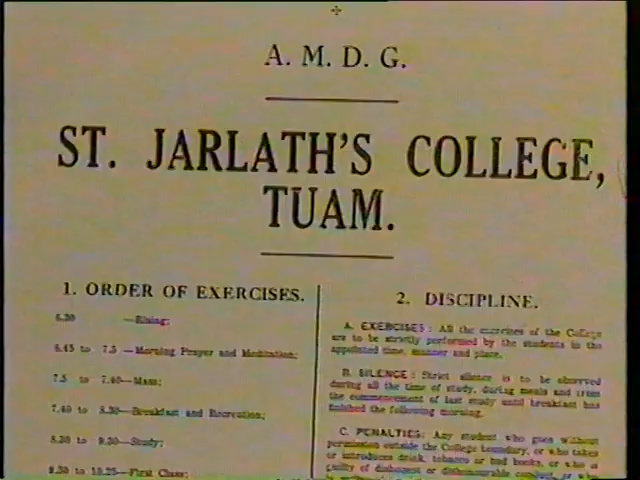 A. M. D. G.
ST. JARLATH'S COLLEGE,
TUAM.
1. ORDER OF EXERCISES.
6.30 —Rising;
6.45 to 7.5 —Morning Prayer and Meditation;
7.5 to 7.40—Mass;
7.40 to 8.30—Breakfast and Recreation;
8.30 to 9.30—Study;
9.30 to 10.25—First Class;
2. DISCIPLINE.
A. EXERCISES: All the exercises of the College
are to be strictly performed by the students in the
appointed time, manner and place.
B. SILENCE: Strict silence is to be observed
during all the time of study, during meals and from
the commencement of last study until breakfast has
finished the following morning.
C. PENALTIES: Any student who goes without
permission outside the College boundary, or who takes
or introduces drink, tobacco or bad books, or who is
guilty of dishonest or dishonourable conduct, or who